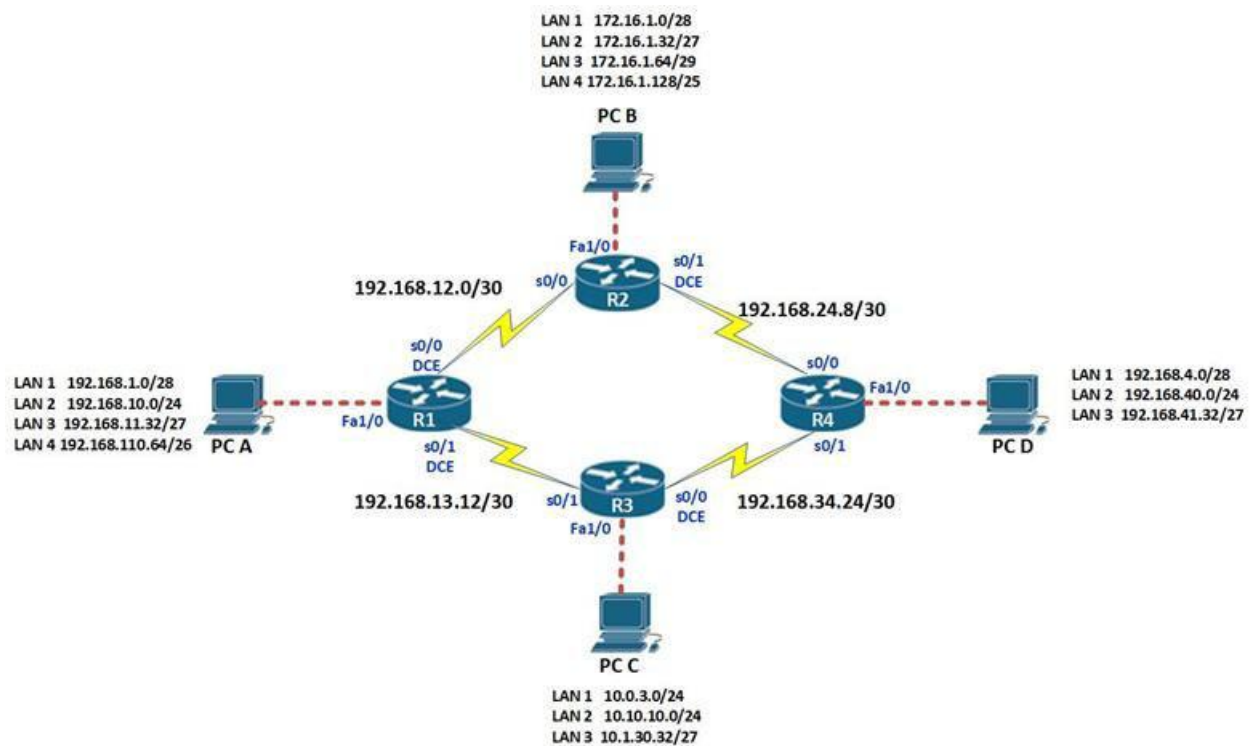 LAN 1 172.16.1.0/28
LAN 2 172.16.1.32/27
LAN 3 172.16.1.64/29
LAN 4 172.16.1.128/25
PC B
Fa1/0
s0/1
DCE
s0/0
R2
192.168.12.0/30
192.168.24.8/30
s0/0
DCE
s0/0
LAN 1 192.168.1.0/28
LAN 2 192.168.10.0/24
LAN 3 192.168.11.32/27
LAN 4 192.168.110.64/26
PC A
Fa1/0
R1
s0/1
DCE
R4
Fa1/0
s0/1
PC D
LAN 1 192.168.4.0/28
LAN 2 192.168.40.0/24
LAN 3 192.168.41.32/27
192.168.13.12/30
s0/1
R3
Fa1/0
s0/0
DCE
192.168.34.24/30
PC C
LAN 1 10.0.3.0/24
LAN 2 10.10.10.0/24
LAN 3 10.1.30.32/27